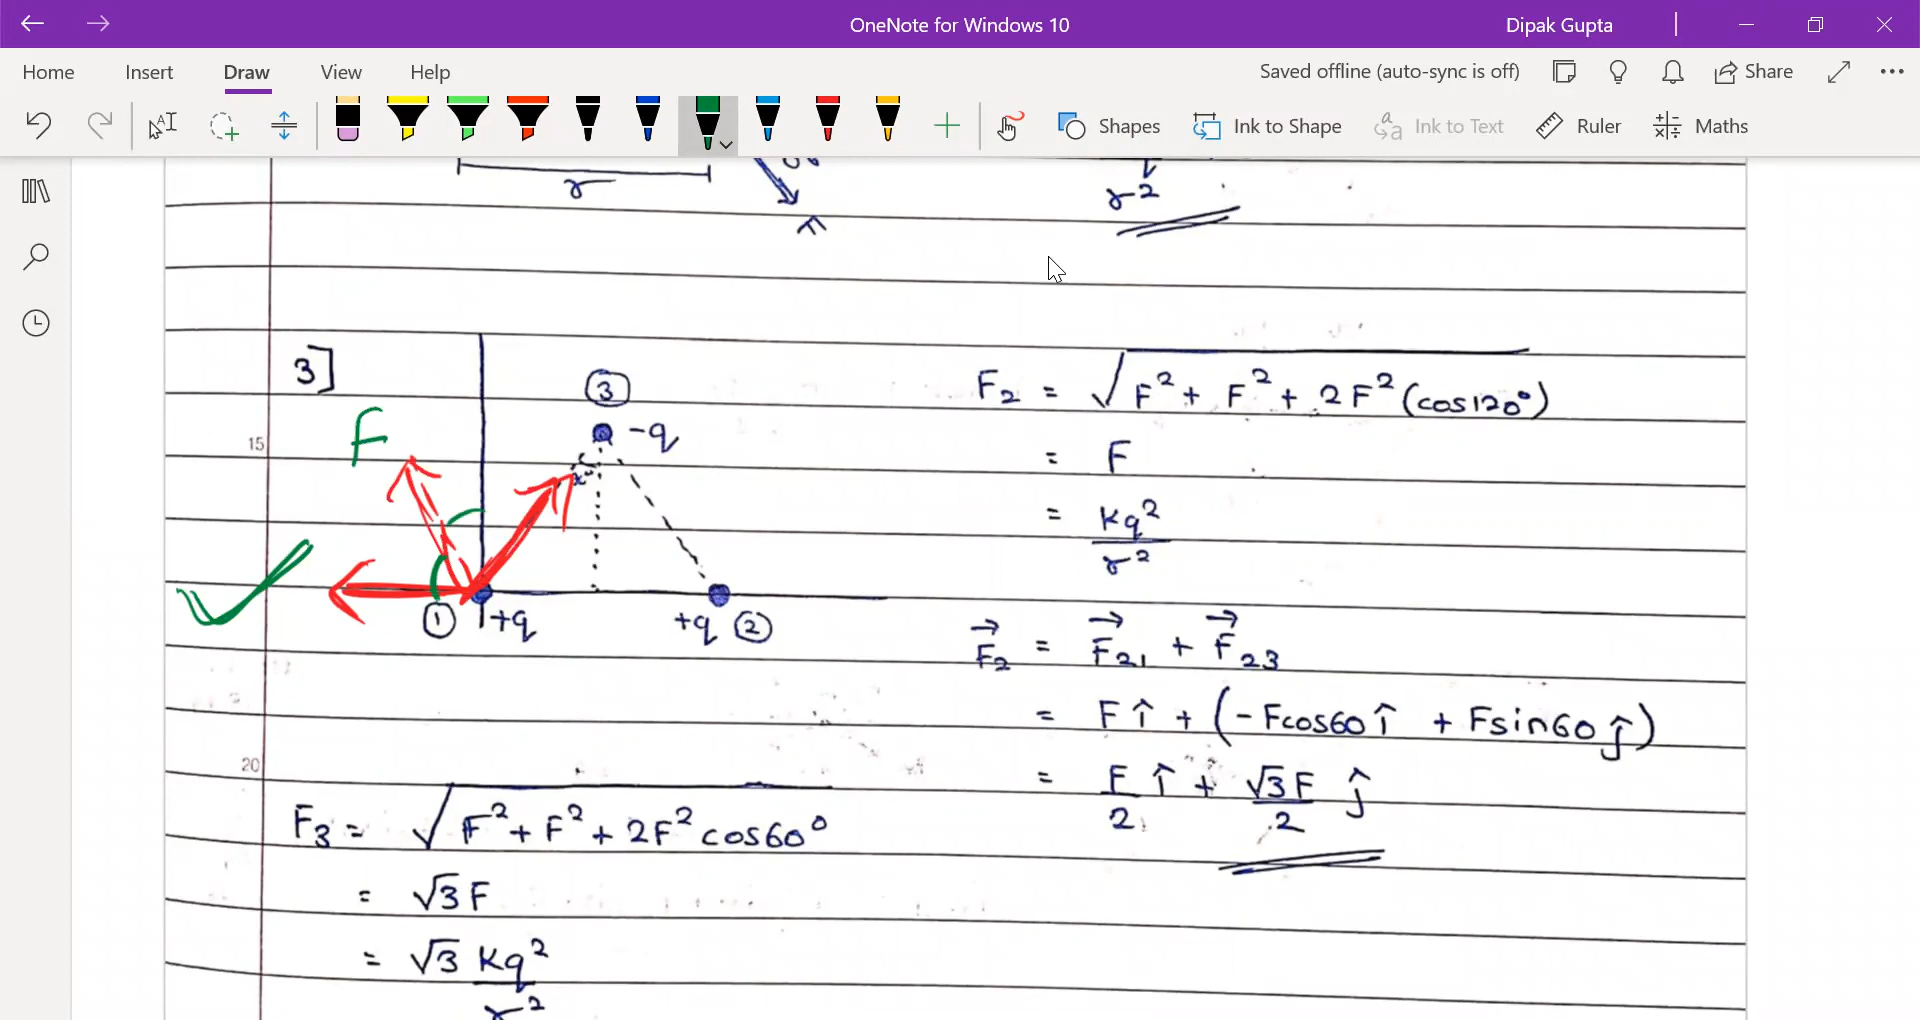 OneNote for Windows 10
Dipak Gupta
Home Insert Draw View Help
Saved offline (auto-sync is off) Share
Shapes Ink to Shape Ink to Text Ruler Maths
r
r²
3]
③
-q
F
15
① +q
+q ②
F₂ = √F² + F² + 2F² (cos120°)
= F
= Kq²
r²
F₂ = F₂₁ + F₂₃
= F î + (-Fcos60 î + Fsin60 ĵ)
= F/2 î + √3F/2 ĵ
20
F₃ = √F² + F² + 2F² cos60°
= √3 F
= √3 Kq²
r²